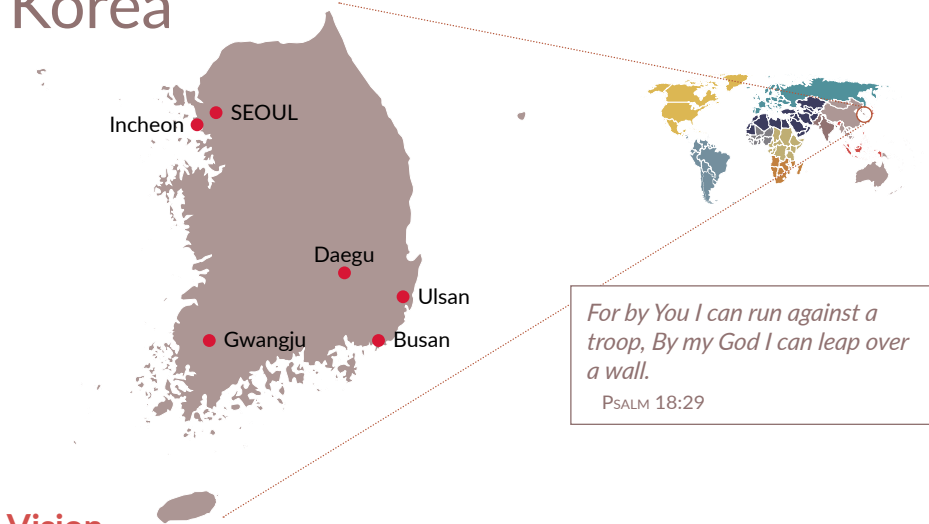 Korea
SEOUL
Incheon
Daegu
Ulsan
Gwangju
Busan
For by You I can run against a
troop, By my God I can leap over
a wall.
Psalm 18:29
Vision